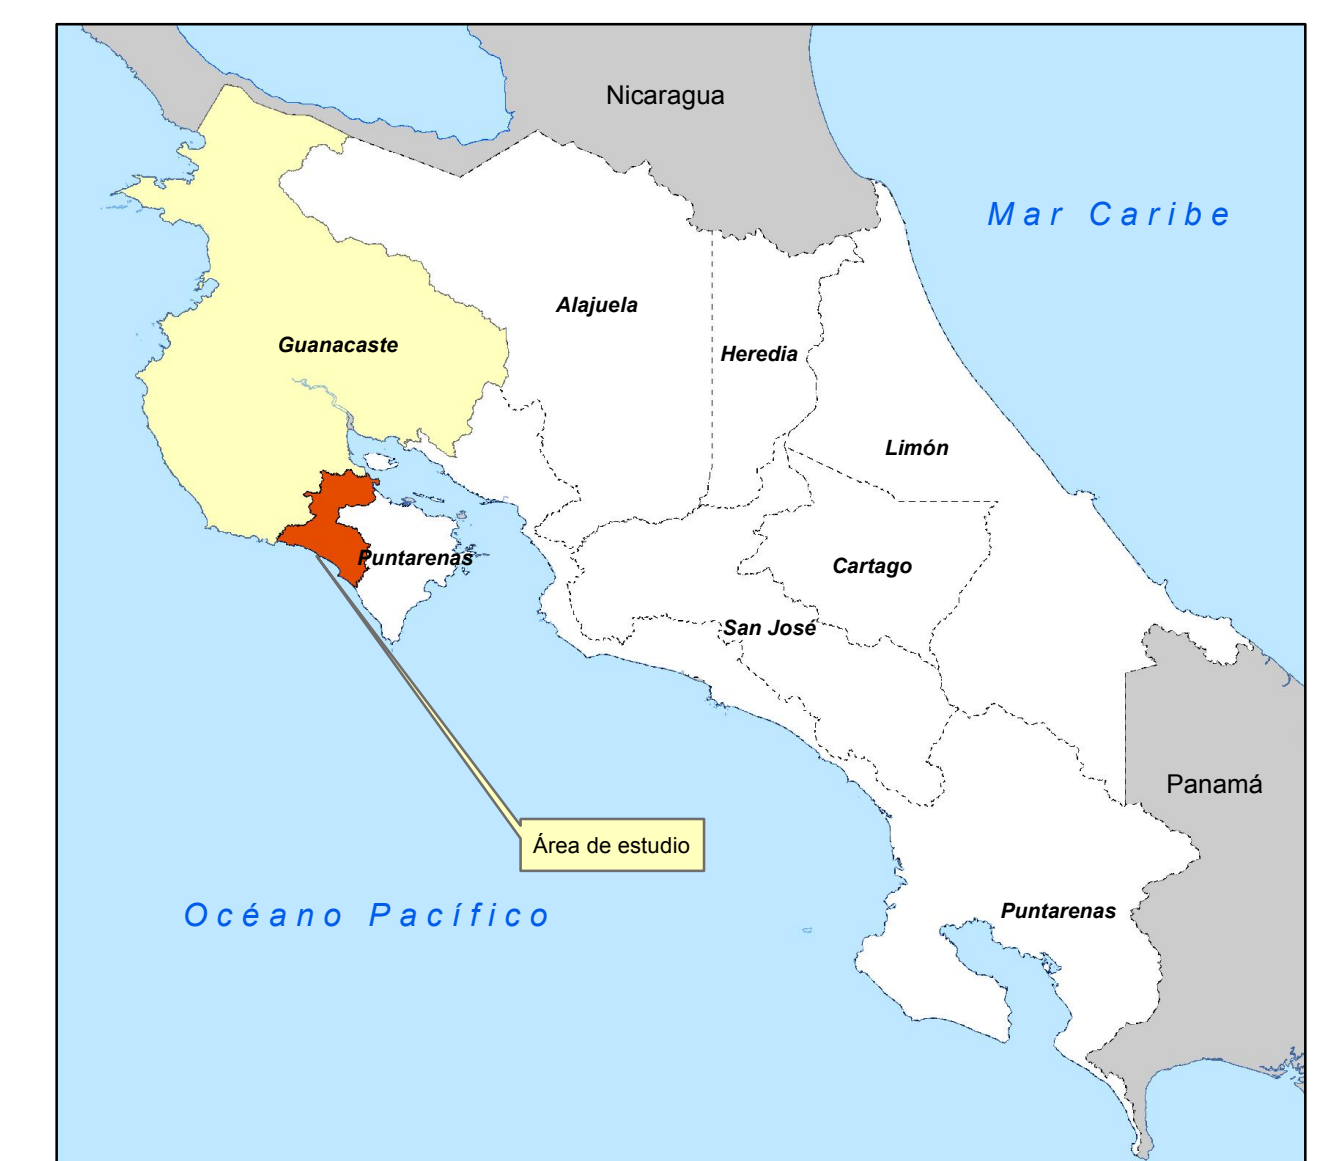 Nicaragua
Mar Caribe
Alajuela
Guanacaste
Heredia
Limón
Puntarenas
Cartago
San José
Panamá
Área de estudio
Océano Pacífico
Puntarenas